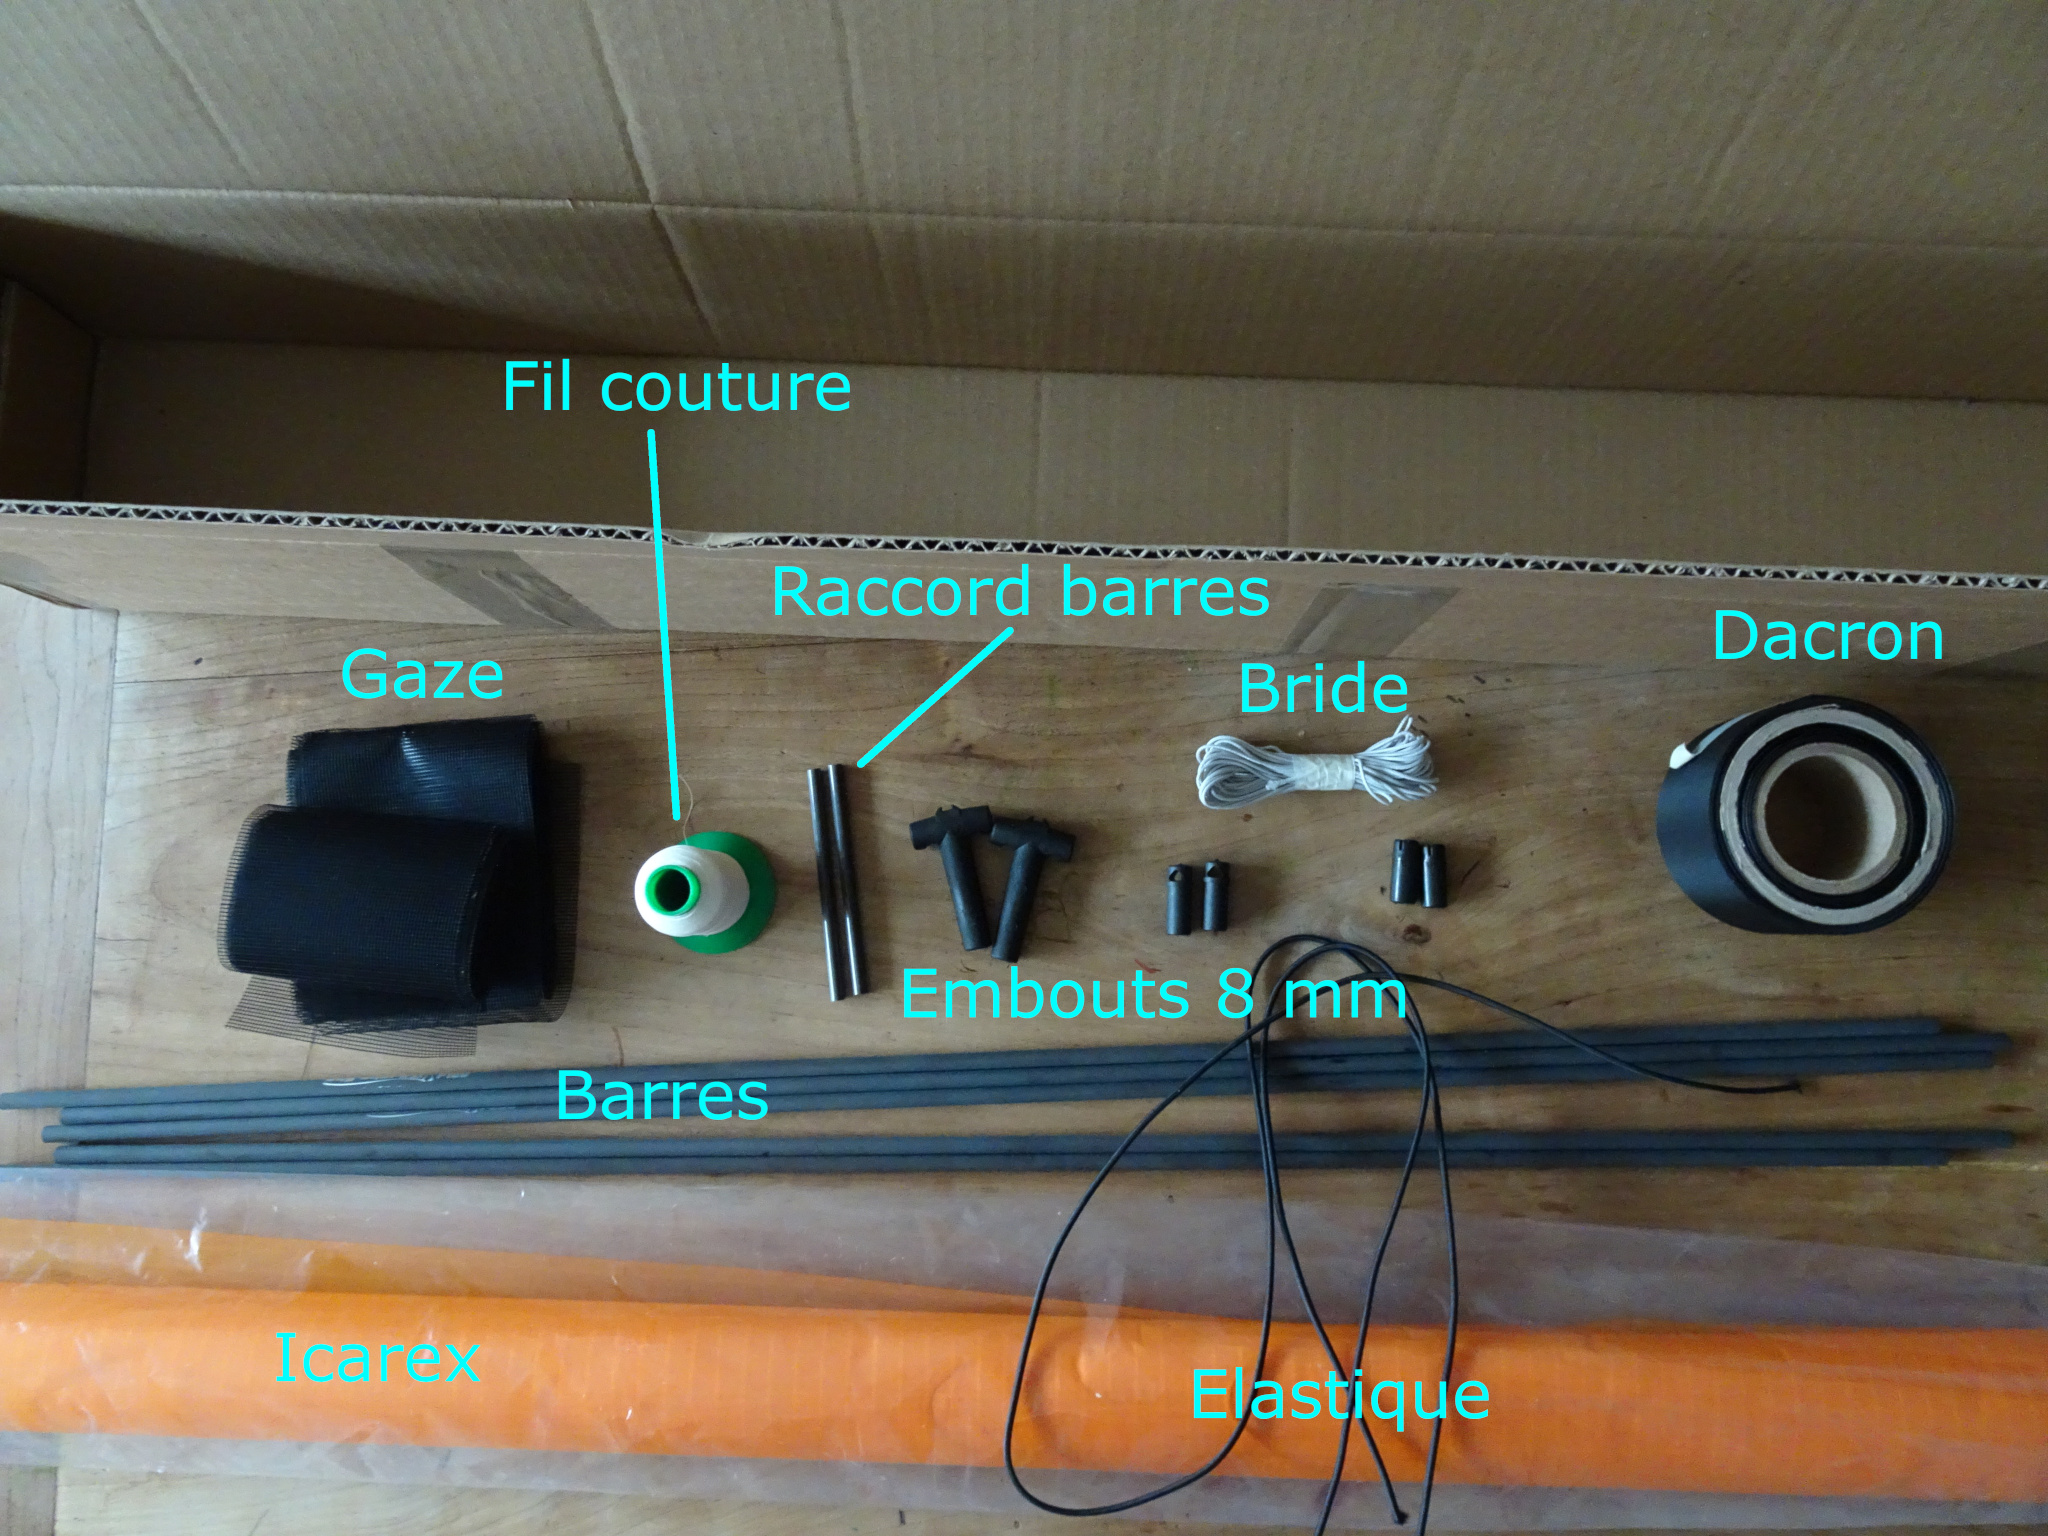 Fil couture
Raccord barres
Gaze
Bride
Dacron
Embouts 8 mm
Barres
Icarex
Elastique